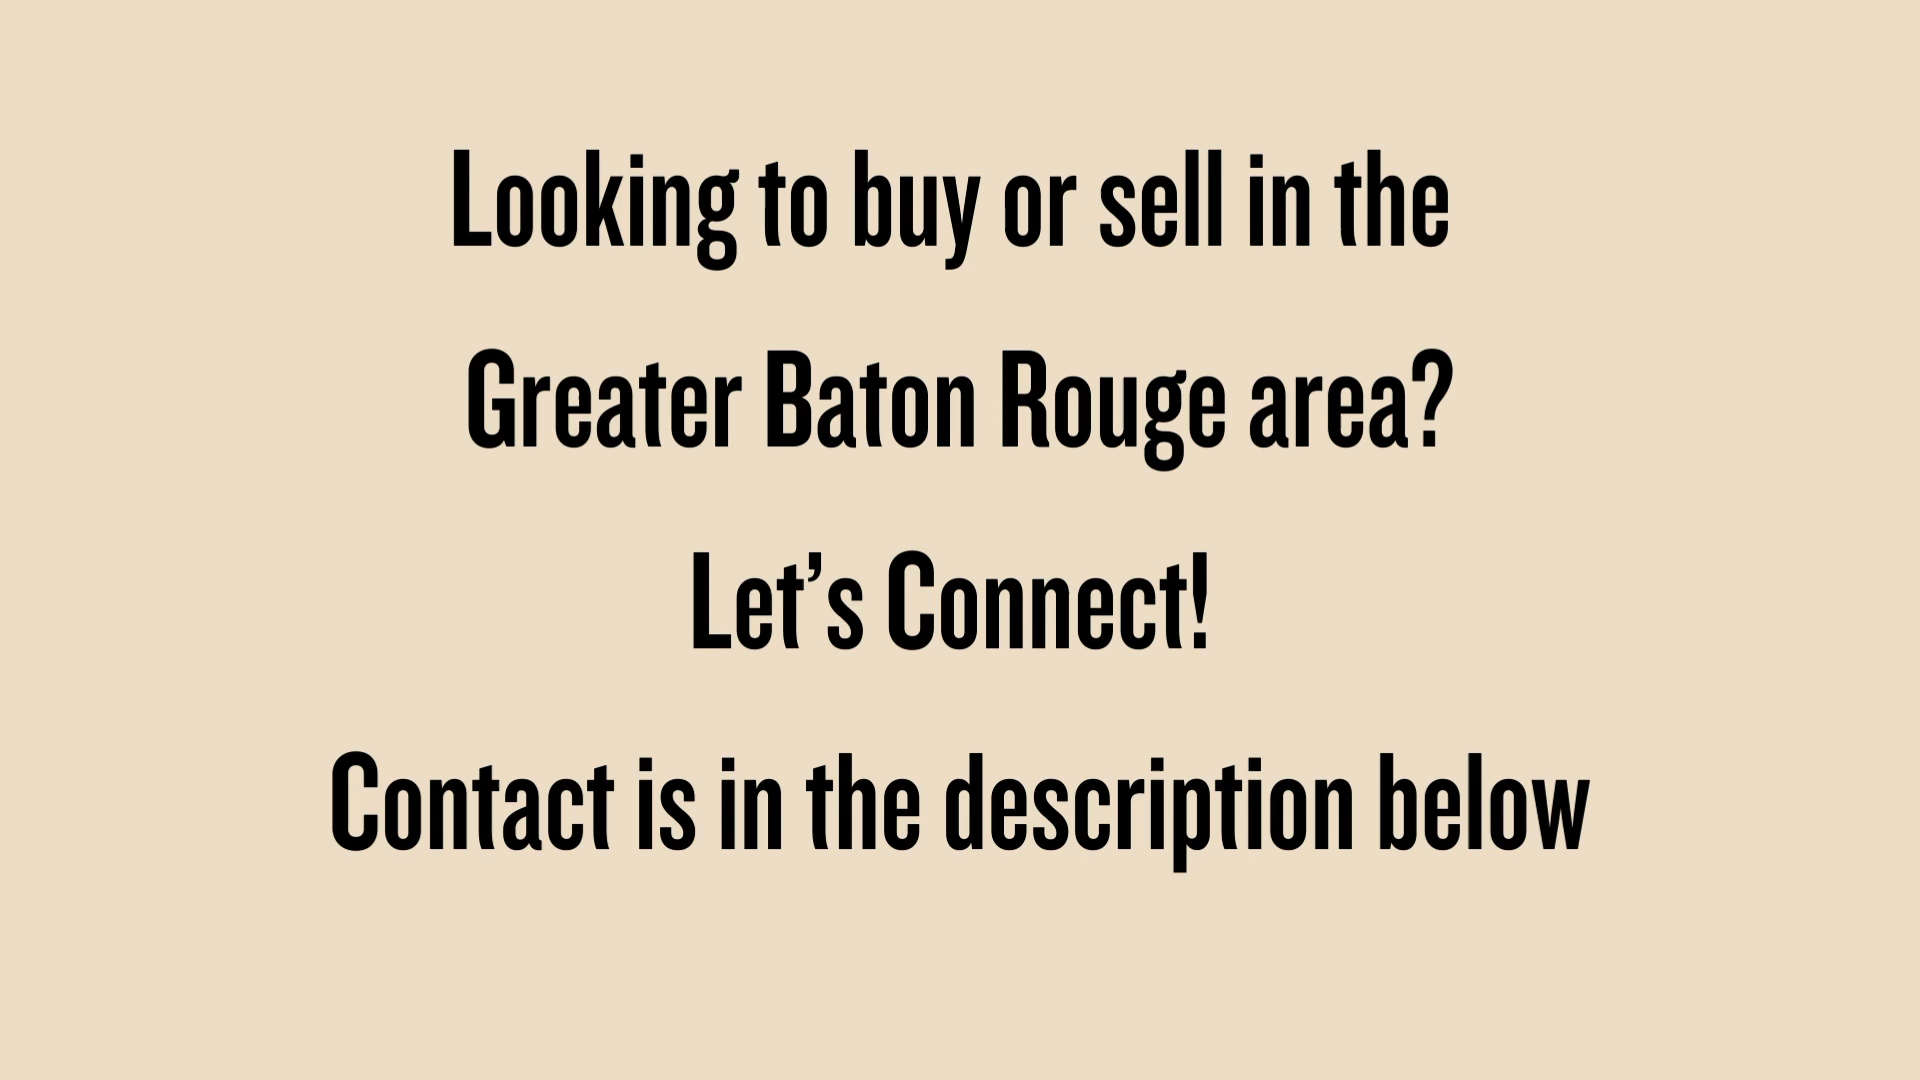 Looking to buy or sell in the
Greater Baton Rouge area?
Let’s Connect!
Contact is in the description below